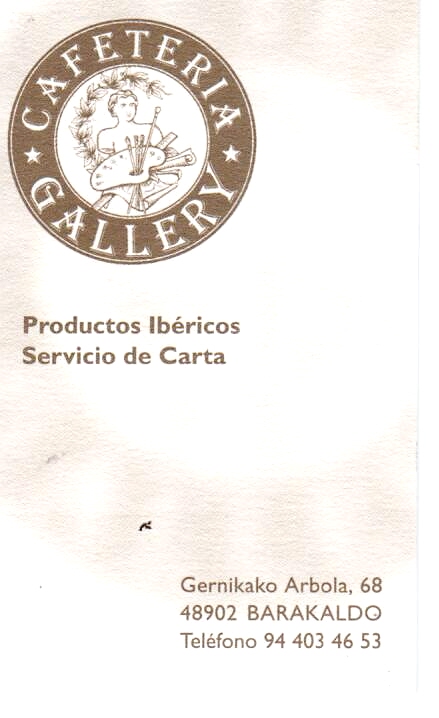 CAFETERIA
GALLERY
Productos Ibéricos
Servicio de Carta
Gernikako Arbola, 68
48902 BARAKALDO
Teléfono 94 403 46 53